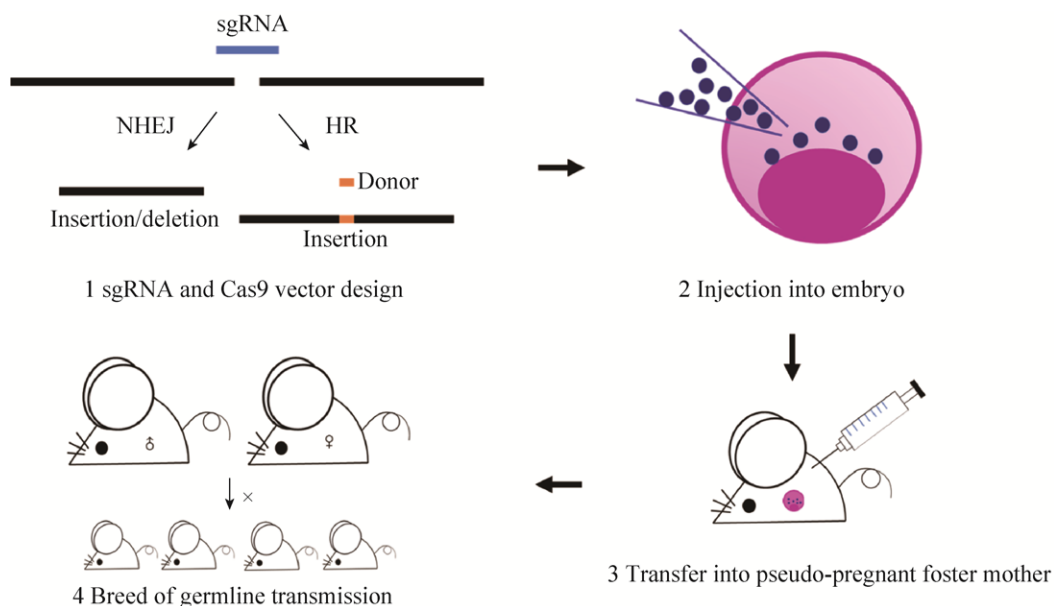 sgRNA
NHEJ
HR
Donor
Insertion/deletion
Insertion
1 sgRNA and Cas9 vector design
2 Injection into embryo
3 Transfer into pseudo-pregnant foster mother
♂
♀
×
4 Breed of germline transmission